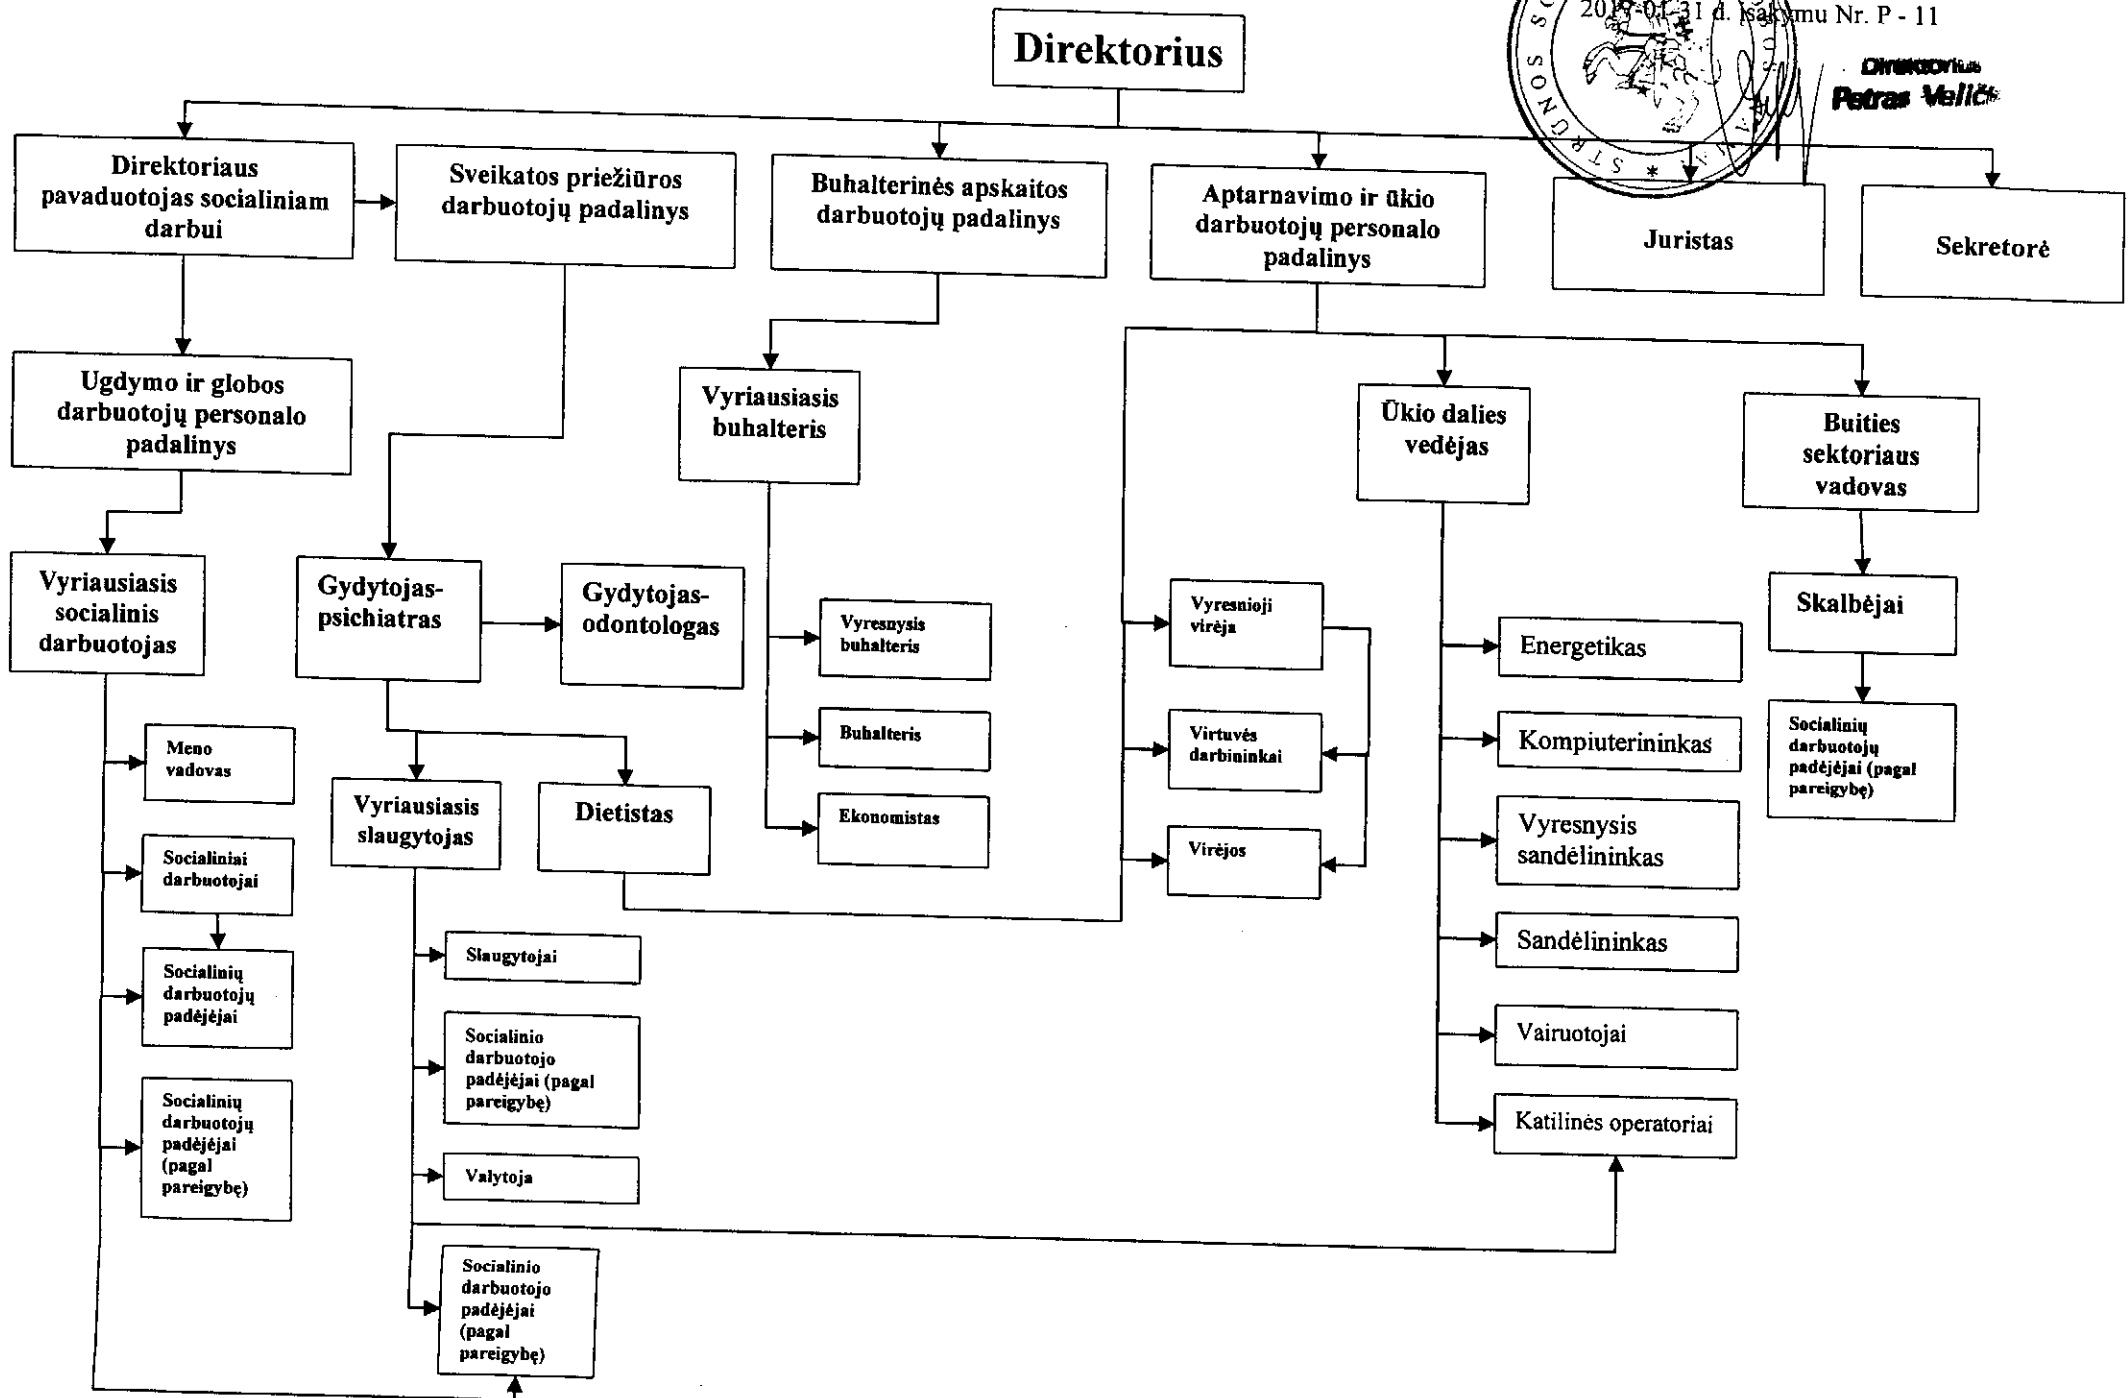 2017-01-31 d. įsakymu Nr. P - 11
Direktorius
Direktorius
Petras
STRŪNOS
Direktoriaus
pavaduotojas socialiniam
darbui
Sveikatos priežiūros
darbuotojų padalinys
Buhalterinės apskaitos
darbuotojų padalinys
Aptarnavimo ir ūkio
darbuotojų personalo
padalinys
Juristas
Sekretorė
Ugdymo ir globos
darbuotojų personalo
padalinys
Vyriausiasis
buhalteris
Ūkio dalies
vedėjas
Buities
sektoriaus
vadovas
Vyriausiasis
socialinis
darbuotojas
Gydytojas-
psichiatras
Gydytojas-
odontologas
Vyresnysis
buhalteris
Buhalteris
Ekonomistas
Vyresnioji
virėja
Virtuvės
darbininkai
Virėjos
Energetikas
Kompiuterininkas
Vyresnysis
sandėlininkas
Sandėlininkas
Vairuotojai
Katilinės operatoriai
Skalbėjai
Socialinių
darbuotojų
padėjėjai (pagal
pareigybę)
Meno
vadovas
Socialiniai
darbuotojai
Socialinių
darbuotojų
padėjėjai
Socialinių
darbuotojų
padėjėjai
(pagal
pareigybę)
Vyriausiasis
slaugytojas
Dietistas
Slaugytojai
Socialinio
darbuotojo
padėjėjai (pagal
pareigybę)
Valytoja
Socialinio
darbuotojo
padėjėjai
(pagal
pareigybę)